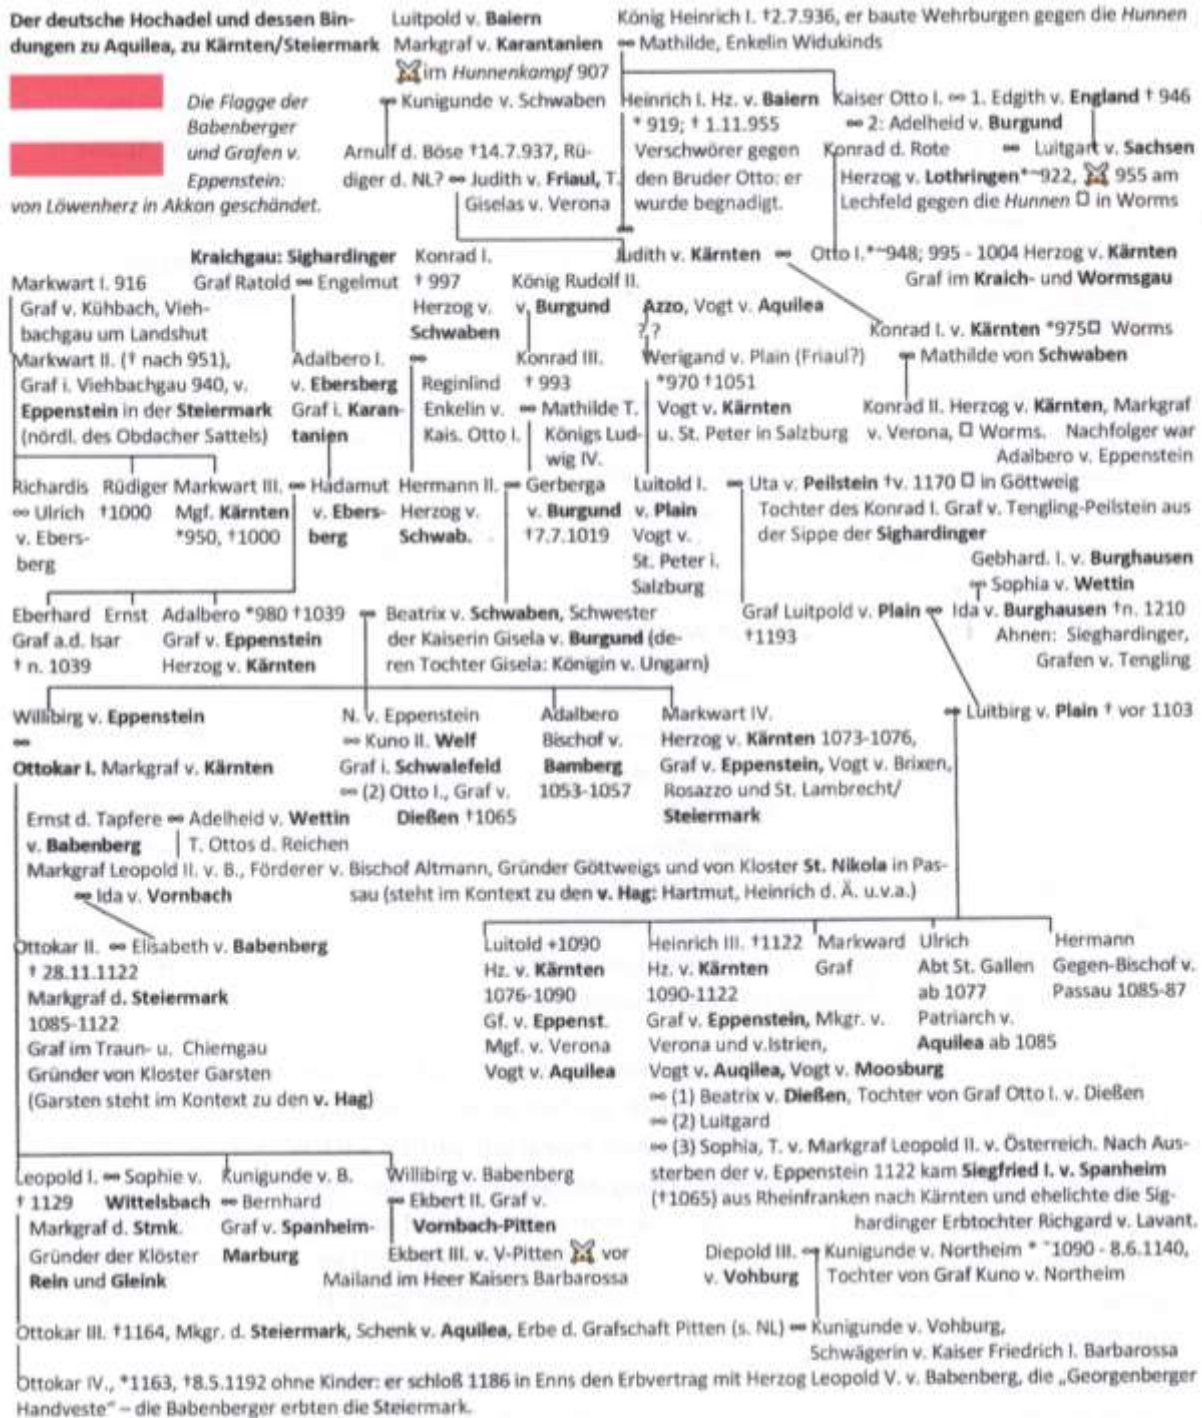 Der deutsche Hochadel und dessen Bin-
dungen zu Aquilea, zu Kärnten/Steiermark
Luitpold v. Baiern
Markgraf v. Karantanien
im Hunnenkampf 907
⚭ Kunigunde v. Schwaben
König Heinrich I. †2.7.936, er baute Wehrburgen gegen die Hunnen
⚭ Mathilde, Enkelin Widukinds
Die Flagge der
Babenberger
und Grafen v.
Eppenstein:
von Löwenherz in Akkon geschändet.
Arnulf d. Böse †14.7.937, Rü-
diger d. NL? ⚭ Judith v. Friaul, T.
Giselas v. Verona
Heinrich I. Hz. v. Baiern
* 919; † 1.11.955
Verschwörer gegen
den Bruder Otto: er
wurde begnadigt.
Kaiser Otto I. ⚭ 1. Edgith v. England † 946
⚭ 2: Adelheid v. Burgund
Konrad d. Rote ⚭ Luitgart v. Sachsen
Herzog v. Lothringen*~922, 955 am
Lechfeld gegen die Hunnen □ in Worms
Judith v. Kärnten ⚭ Otto I.*~948; 995 - 1004 Herzog v. Kärnten
Graf im Kraich- und Wormsgau
Kraichgau: Sighardinger
Markwart I. 916
Graf v. Kühbach, Vieh-
bachgau um Landshut
Graf Ratold ⚭ Engelmut
Konrad I.
† 997
Herzog v.
Schwaben
⚭
Reginlind
Enkelin v.
Kais. Otto I.
König Rudolf II.
v. Burgund
Azzo, Vogt v. Aquilea
?.?
Konrad I. v. Kärnten *975□ Worms
⚭ Mathilde von Schwaben
Markwart II. († nach 951),
Graf i. Viehbachgau 940, v.
Eppenstein in der Steiermark
(nördl. des Obdacher Sattels)
Adalbero I.
v. Ebersberg
Graf i. Karan-
tanien
Konrad III.
† 993
⚭ Mathilde T.
Königs Lud-
wig IV.
Werigand v. Plain (Friaul?)
*970 †1051
Vogt v. Kärnten
u. St. Peter in Salzburg
Konrad II. Herzog v. Kärnten, Markgraf
v. Verona, □ Worms. Nachfolger war
Adalbero v. Eppenstein
Richardis
⚭ Ulrich
v. Ebers-
berg
Rüdiger
†1000
Markwart III. ⚭ Hadamut
Mgf. Kärnten
*950, †1000
v. Ebers-
berg
Hermann II. ⚭ Gerberga
Herzog v.
Schwab.
v. Burgund
†7.7.1019
Luitold I. ⚭ Uta v. Peilstein †v. 1170 □ in Göttweig
v. Plain
Vogt v.
St. Peter i.
Salzburg
Tochter des Konrad I. Graf v. Tengling-Peilstein aus
der Sippe der Sighardinger
Gebhard. I. v. Burghausen
⚭ Sophia v. Wettin
Eberhard
Graf a.d. Isar
† n. 1039
Ernst
Adalbero *980 †1039 ⚭ Beatrix v. Schwaben, Schwester
Graf v. Eppenstein
Herzog v. Kärnten
der Kaiserin Gisela v. Burgund (de-
ren Tochter Gisela: Königin v. Ungarn)
Graf Luitpold v. Plain ⚭ Ida v. Burghausen †n. 1210
†1193
Ahnen: Sieghardinger,
Grafen v. Tengling
Willibirg v. Eppenstein
⚭
Ottokar I. Markgraf v. Kärnten
N. v. Eppenstein
⚭ Kuno II. Welf
Graf i. Schwalefeld
⚭ (2) Otto I., Graf v.
Dießen †1065
Adalbero
Bischof v.
Bamberg
1053-1057
Markwart IV.
Herzog v. Kärnten 1073-1076,
Graf v. Eppenstein, Vogt v. Brixen,
Rosazzo und St. Lambrecht/
Steiermark
⚭ Luitbirg v. Plain † vor 1103
Ernst d. Tapfere ⚭ Adelheid v. Wettin
v. Babenberg
T. Ottos d. Reichen
Markgraf Leopold II. v. B., Förderer v. Bischof Altmann, Gründer Göttweigs und von Kloster St. Nikola in Pas-
⚭ Ida v. Vornbach
sau (steht im Kontext zu den v. Hag: Hartmut, Heinrich d. Ä. u.v.a.)
Ottokar II. ⚭ Elisabeth v. Babenberg
† 28.11.1122
Markgraf d. Steiermark
1085-1122
Graf im Traun- u. Chiemgau
Gründer von Kloster Garsten
(Garsten steht im Kontext zu den v. Hag)
Luitold +1090
Hz. v. Kärnten
1076-1090
Gf. v. Eppenst.
Mgf. v. Verona
Vogt v. Aquilea
Heinrich III. †1122
Hz. v. Kärnten
1090-1122
Graf v. Eppenstein, Mkgr. v.
Verona und v.Istrien,
Vogt v. Auqilea, Vogt v. Moosburg
⚭ (1) Beatrix v. Dießen, Tochter von Graf Otto I. v. Dießen
⚭ (2) Luitgard
⚭ (3) Sophia, T. v. Markgraf Leopold II. v. Österreich. Nach Aus-
sterben der v. Eppenstein 1122 kam Siegfried I. v. Spanheim
(†1065) aus Rheinfranken nach Kärnten und ehelichte die Sig-
hardinger Erbtochter Richgard v. Lavant.
Markward
Graf
Ulrich
Abt St. Gallen
ab 1077
Patriarch v.
Aquilea ab 1085
Hermann
Gegen-Bischof v.
Passau 1085-87
Leopold I. ⚭ Sophie v.
† 1129 Wittelsbach
Markgraf d. Stmk.
Gründer der Klöster
Rein und Gleink
Kunigunde v. B.
⚭ Bernhard
Graf v. Spanheim-
Marburg
Willibirg v. Babenberg
⚭ Ekbert II. Graf v.
Vornbach-Pitten
Ekbert III. v. V-Pitten vor
Mailand im Heer Kaisers Barbarossa
Diepold III. ⚭ Kunigunde v. Northeim * ~1090 - 8.6.1140,
v. Vohburg
Tochter von Graf Kuno v. Northeim
Ottokar III. †1164, Mkgr. d. Steiermark, Schenk v. Aquilea, Erbe d. Grafschaft Pitten (s. NL) ⚭ Kunigunde v. Vohburg,
Schwägerin v. Kaiser Friedrich I. Barbarossa
Ottokar IV., *1163, †8.5.1192 ohne Kinder: er schloß 1186 in Enns den Erbvertrag mit Herzog Leopold V. v. Babenberg, die „Georgenberger
Handveste“ – die Babenberger erbten die Steiermark.